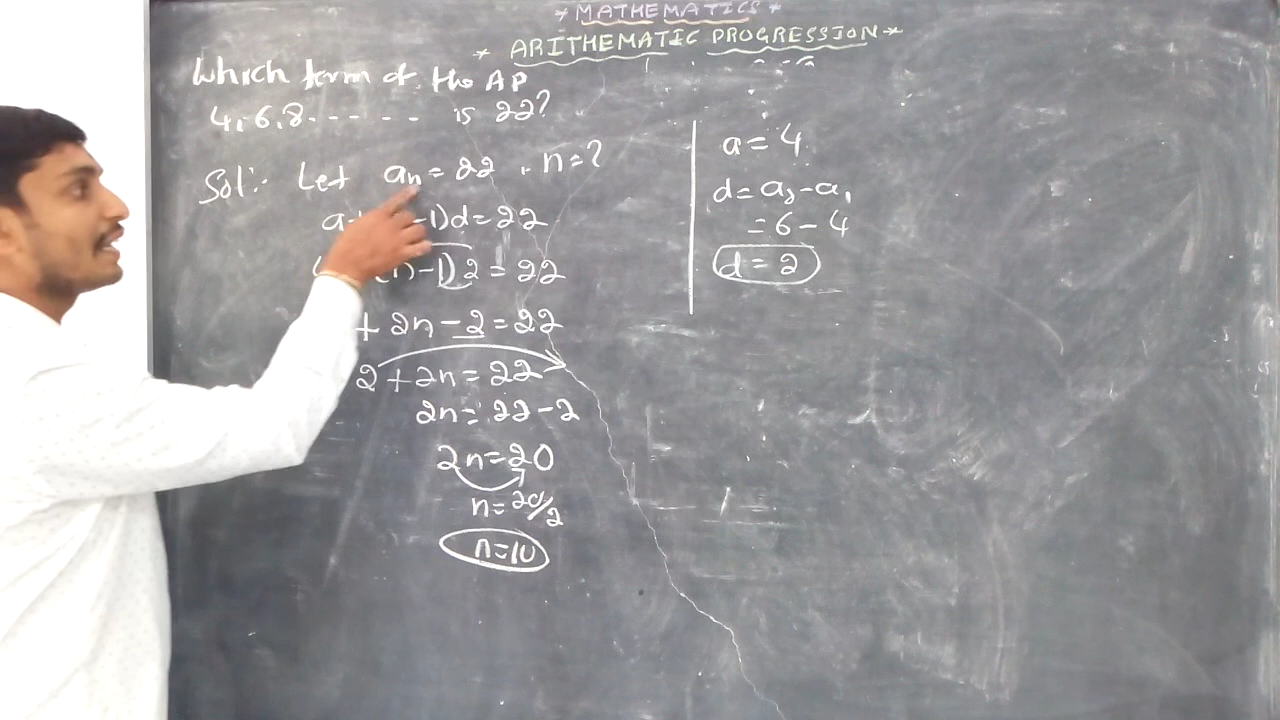 * MATHEMATICS *
* ARITHEMATIC PROGRESSION *
Which term of the AP
4, 6, 8 - - - - - - is 22?
Sol:- Let an = 22, n = ?
a -1)d = 22
n-1)2 = 22
+ 2n - 2 = 22
2 + 2n = 22
2n = 22 - 2
2n = 20
n = 20/2
n = 10
a = 4
d = a2 - a1
= 6 - 4
d = 2